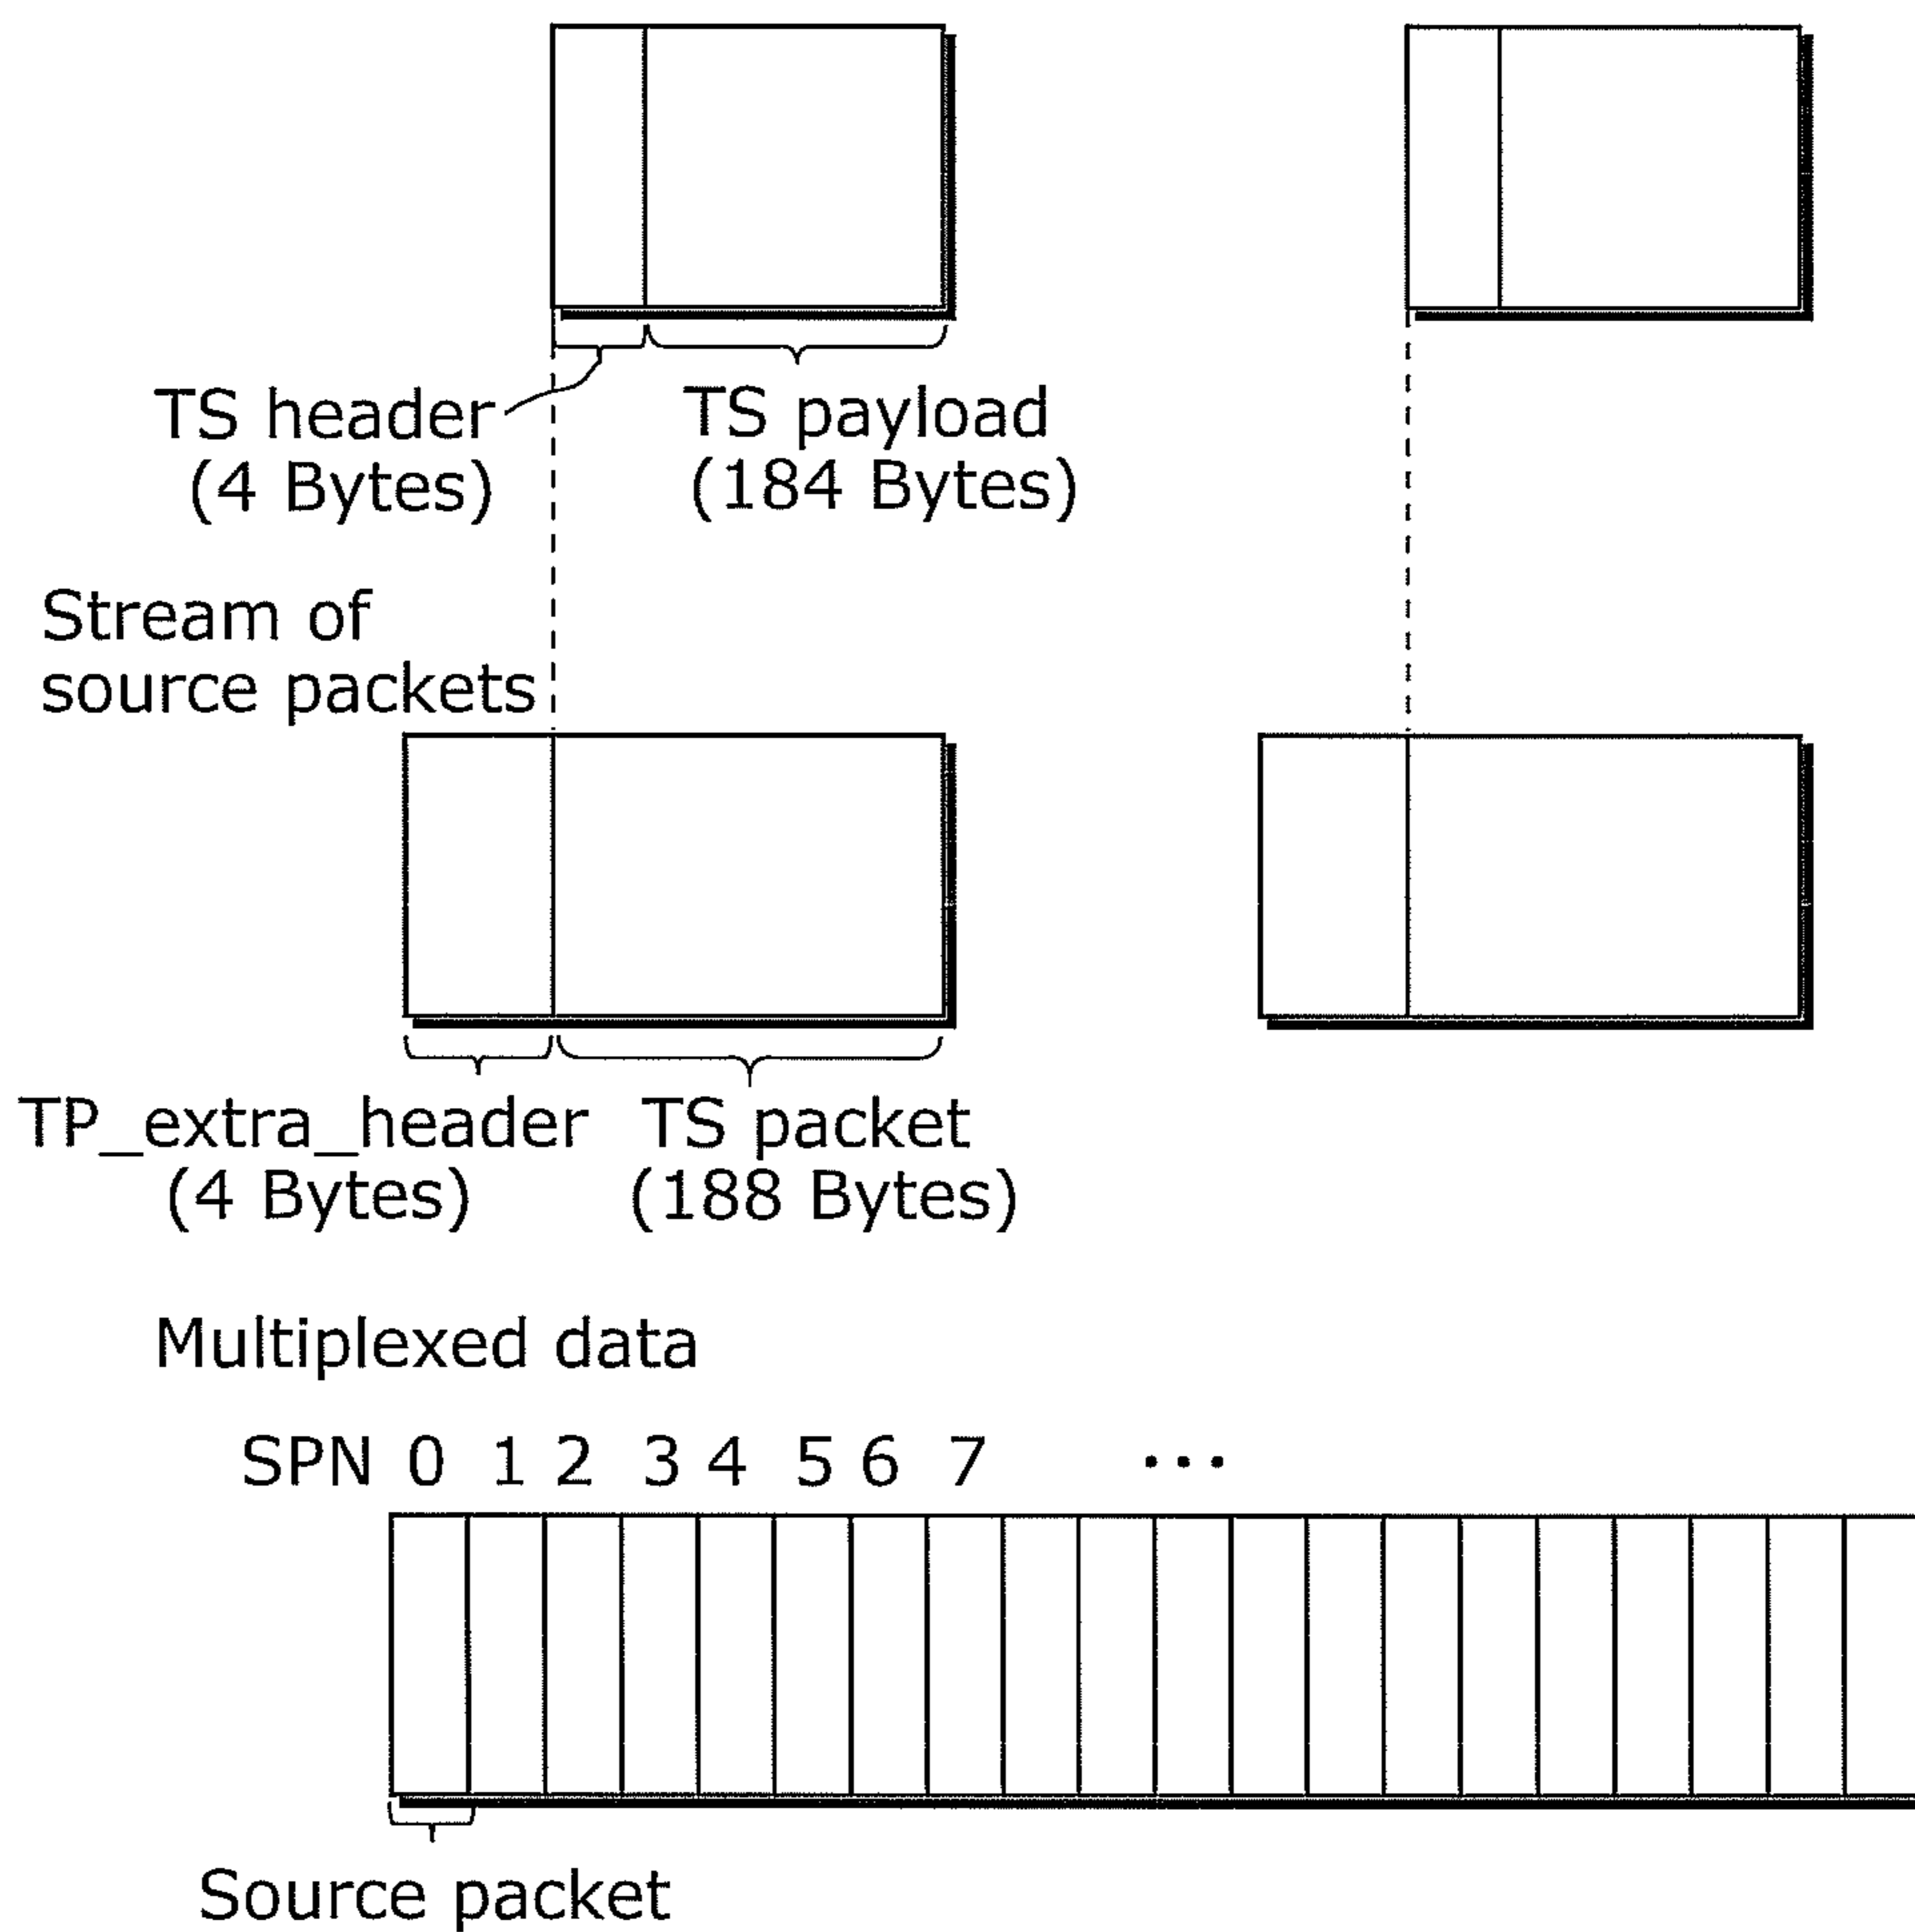 TS header
(4 Bytes)
TS payload
(184 Bytes)
Stream of
source packets
TP_extra_header
(4 Bytes)
TS packet
(188 Bytes)
Multiplexed data
SPN 0 1 2 3 4 5 6 7 ...
Source packet